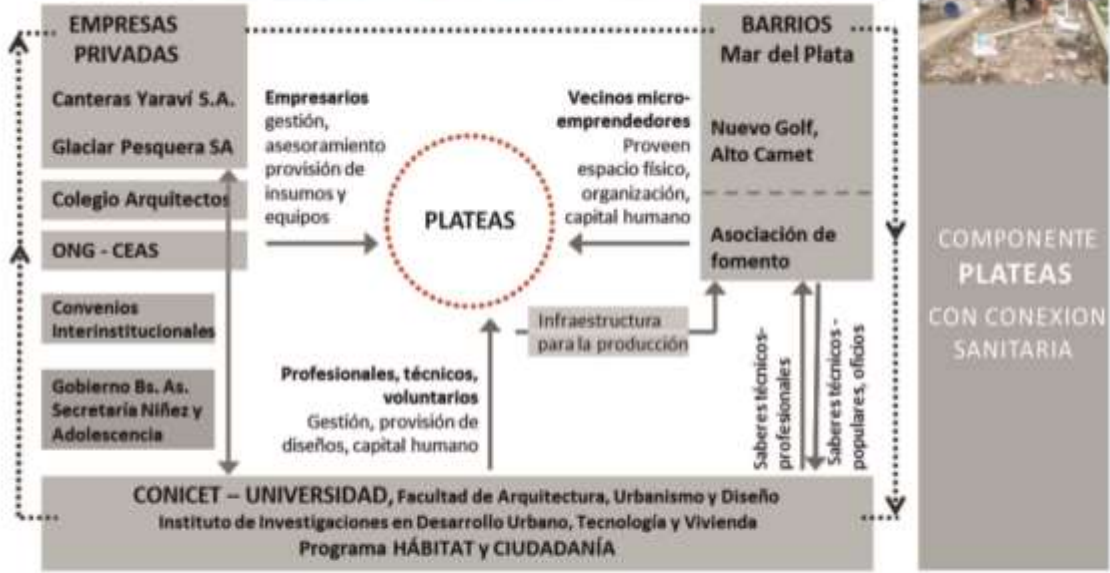 EMPRESAS
PRIVADAS
Canteras Yaraví S.A.
Glaciar Pesquera SA
Colegio Arquitectos
ONG - CEAS
Convenios
Interinstitucionales
Gobierno Bs. As.
Secretaría Niñez y
Adolescencia
Empresarios
gestión,
asesoramiento
provisión de
insumos y
equipos
PLATEAS
Vecinos micro-
emprendedores
Proveen
espacio físico,
organización,
capital humano
BARRIOS
Mar del Plata
Nuevo Golf,
Alto Camet
Asociación de
fomento
Infraestructura
para la producción
Profesionales, técnicos,
voluntarios
Gestión, provisión de
diseños, capital humano
Saberes técnicos-
profesionales
Saberes técnicos -
populares, oficios
CONICET – UNIVERSIDAD, Facultad de Arquitectura, Urbanismo y Diseño
Instituto de Investigaciones en Desarrollo Urbano, Tecnología y Vivienda
Programa HÁBITAT y CIUDADANÍA
COMPONENTE
PLATEAS
CON CONEXION
SANITARIA